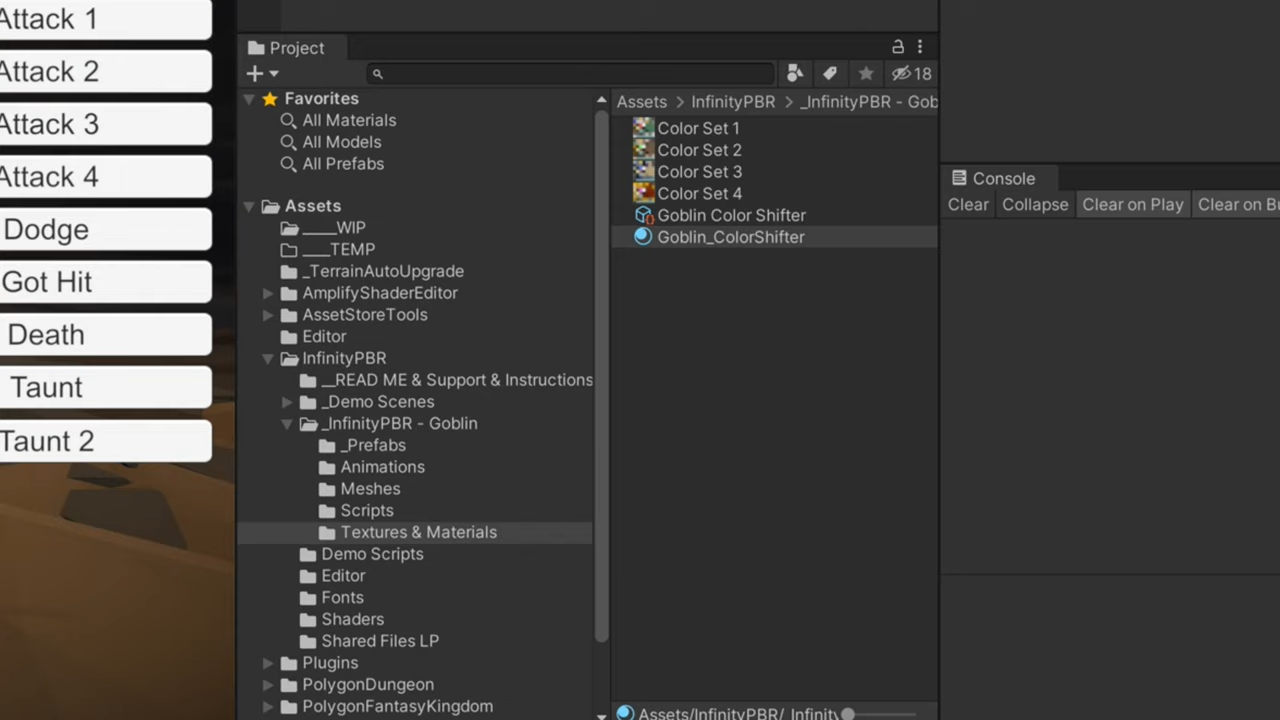 Attack 1
Attack 2
Attack 3
Attack 4
Dodge
Got Hit
Death
Taunt
Taunt 2
Project
18
Favorites
All Materials
All Models
All Prefabs
Assets
____WIP
____TEMP
_TerrainAutoUpgrade
AmplifyShaderEditor
AssetStoreTools
Editor
InfinityPBR
__READ ME & Support & Instructions
_Demo Scenes
_InfinityPBR - Goblin
_Prefabs
Animations
Meshes
Scripts
Textures & Materials
Demo Scripts
Editor
Fonts
Shaders
Shared Files LP
Plugins
PolygonDungeon
PolygonFantasyKingdom
Assets > InfinityPBR > _InfinityPBR - Gob
Color Set 1
Color Set 2
Color Set 3
Color Set 4
Goblin Color Shifter
Goblin_ColorShifter
Assets/InfinityPBR/_Infinity
Console
Clear Collapse Clear on Play Clear on Bu